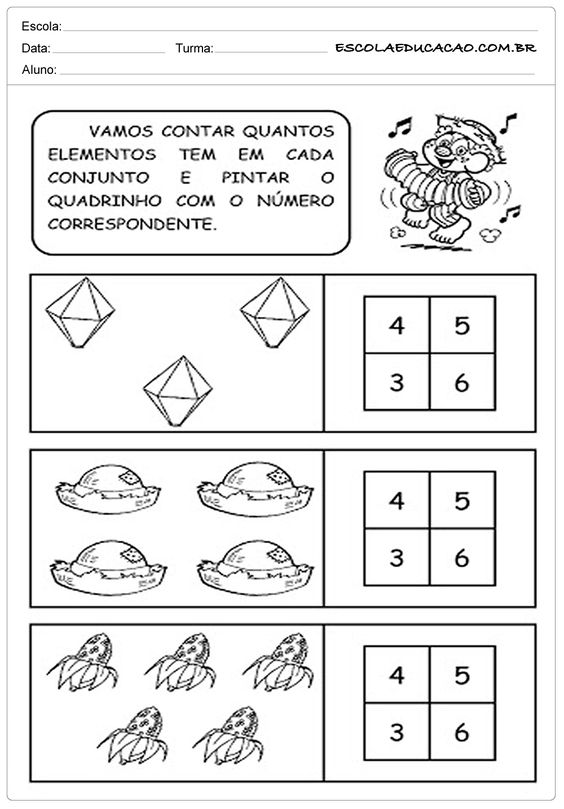 Escola:
Data: Turma: ESCOLAEDUCACAO.COM.BR
Aluno:
VAMOS CONTAR QUANTOS
ELEMENTOS TEM EM CADA
CONJUNTO E PINTAR O
QUADRINHO COM O NÚMERO
CORRESPONDENTE.
4 5
3 6
4 5
3 6
4 5
3 6